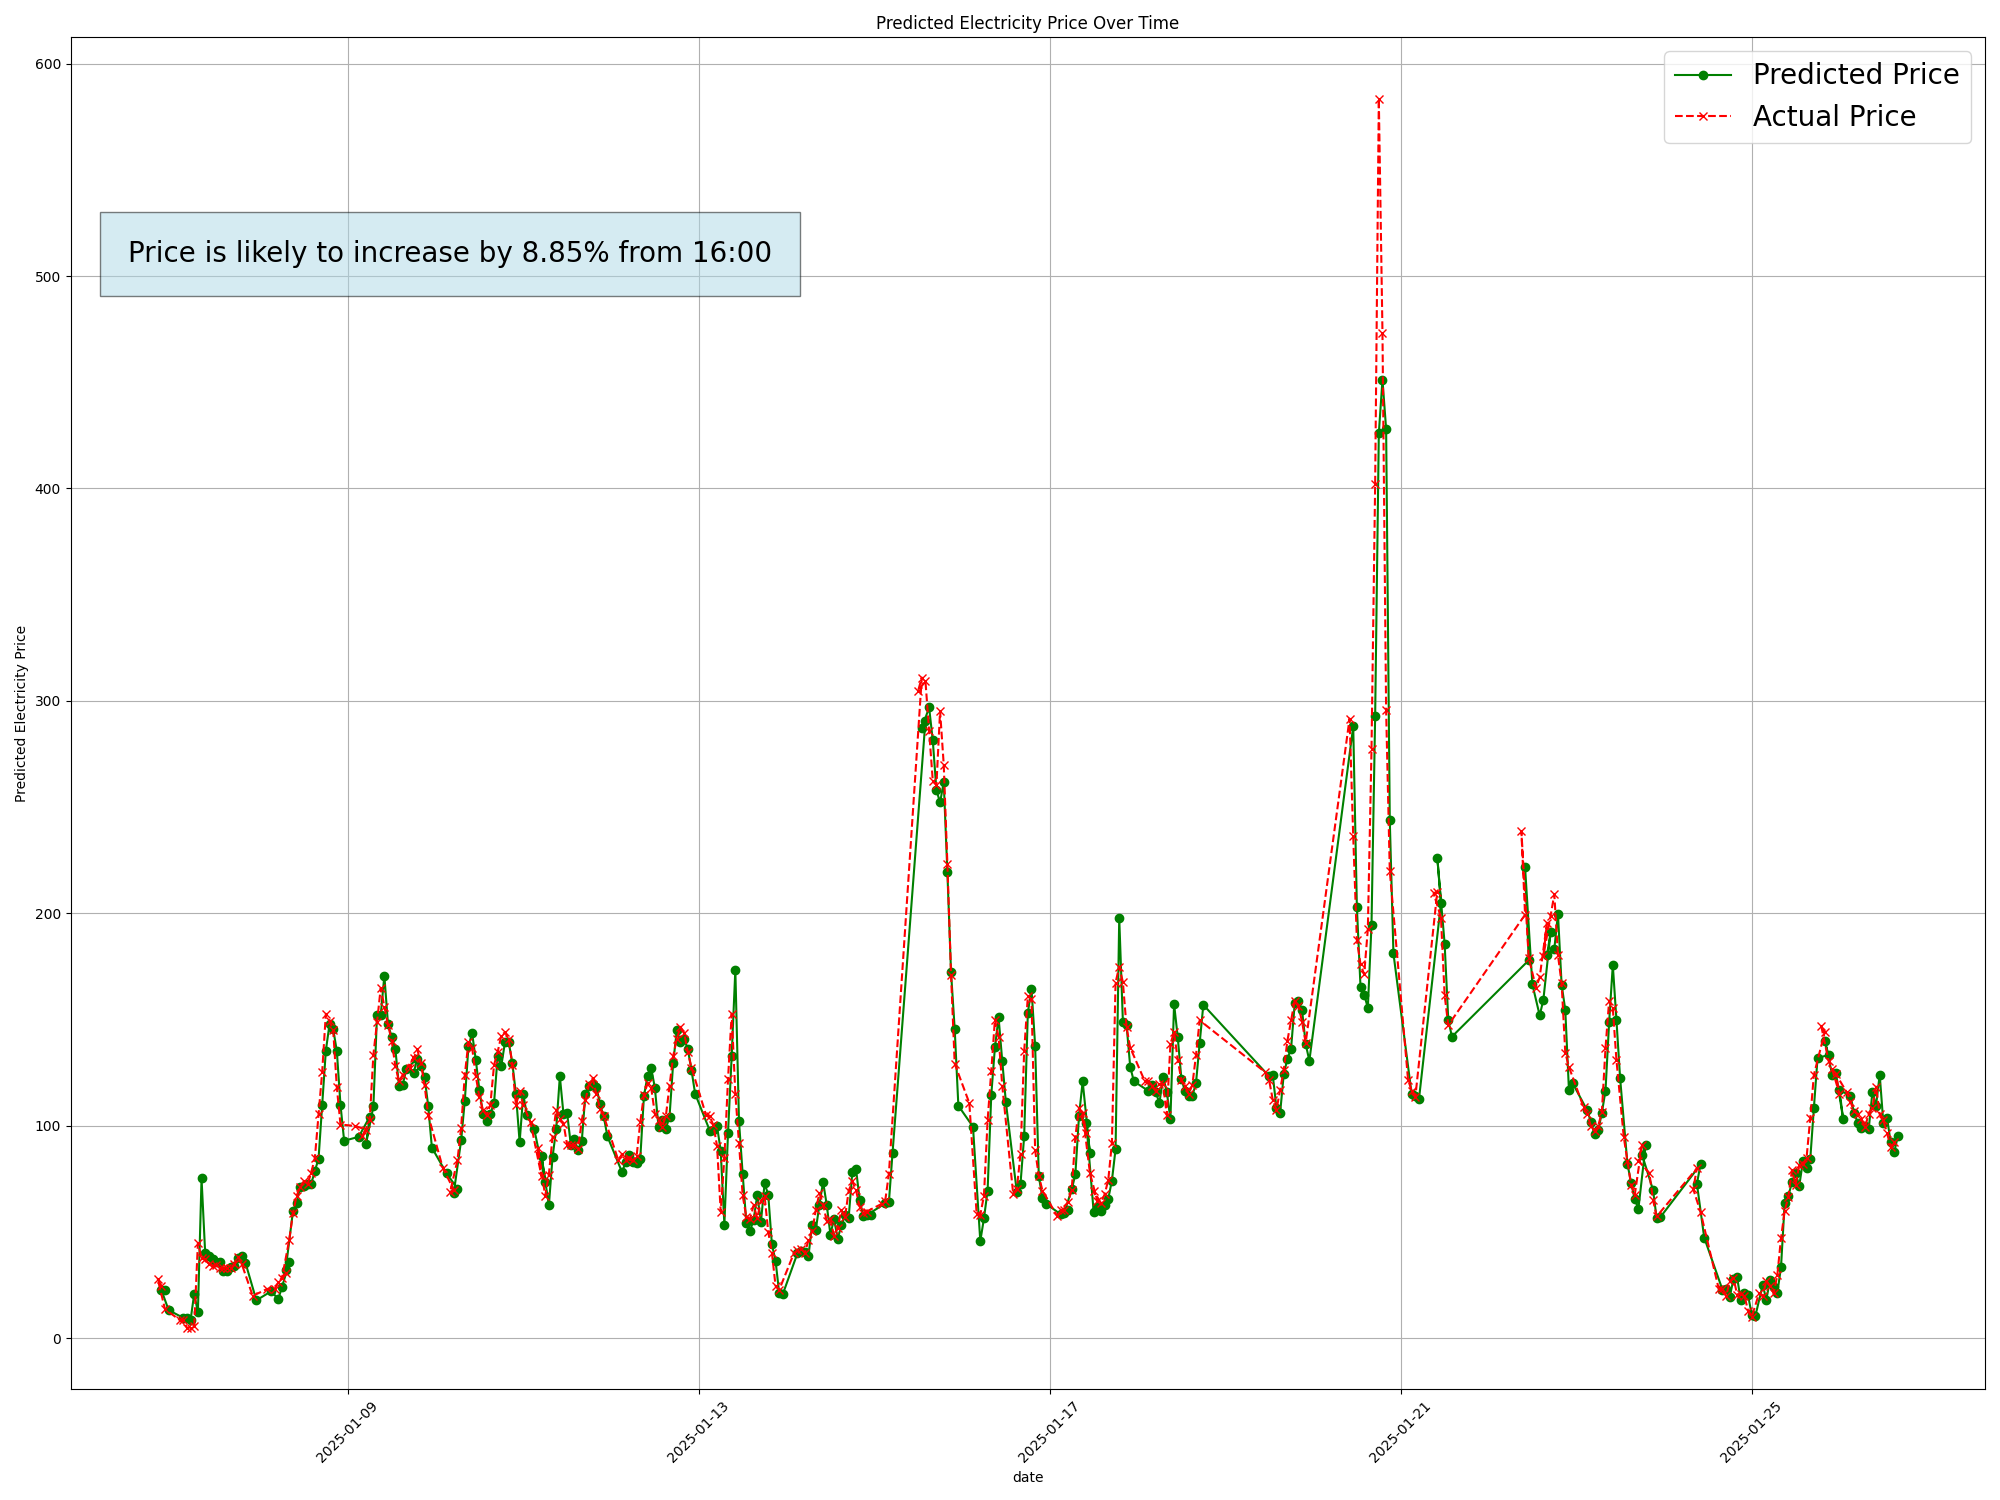 Predicted Electricity Price Over Time
Predicted Price
Actual Price
Price is likely to increase by 8.85% from 16:00
Predicted Electricity Price
600
500
400
300
200
100
0
2025-01-09
2025-01-13
2025-01-17
2025-01-21
2025-01-25
date